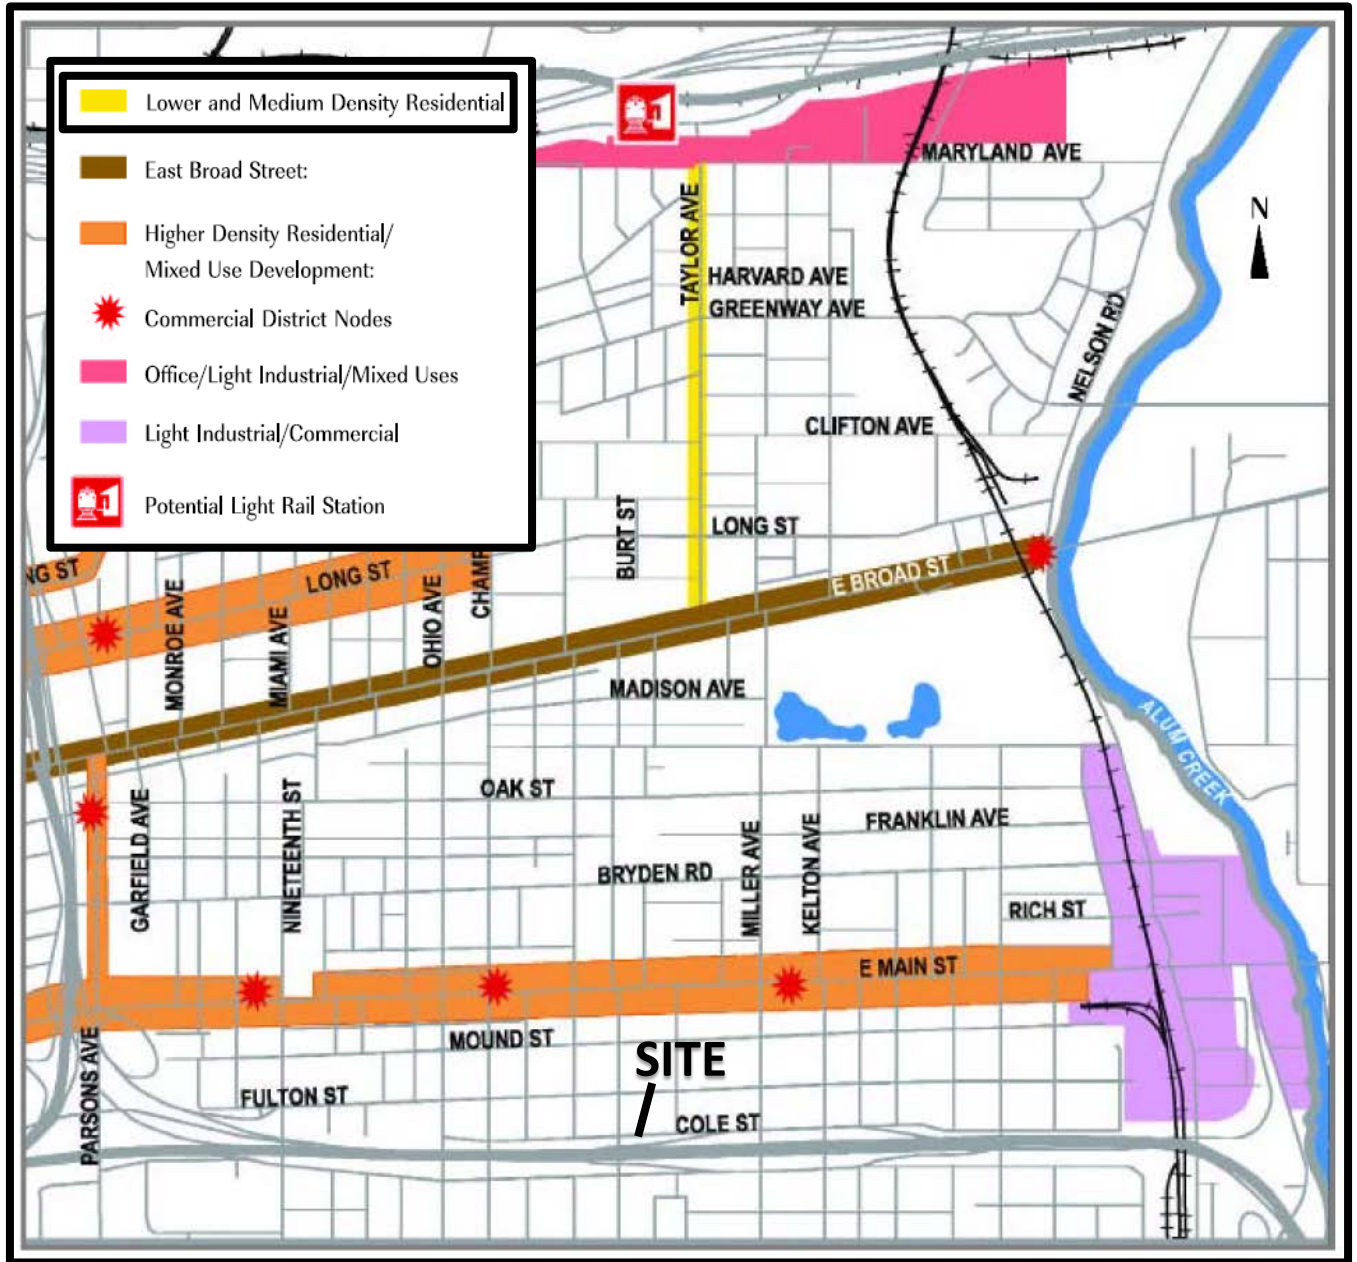 Lower and Medium Density Residential
East Broad Street:
Higher Density Residential/
Mixed Use Development:
Commercial District Nodes
Office/Light Industrial/Mixed Uses
Light Industrial/Commercial
Potential Light Rail Station
MARYLAND AVE
N
TAYLOR AVE
HARVARD AVE
GREENWAY AVE
NELSON RD
CLIFTON AVE
BURT ST
LONG ST
NG ST
LONG ST
E BROAD ST
MONROE AVE
MIAMI AVE
OHIO AVE
CHAMP
MADISON AVE
ALUM CREEK
OAK ST
GARFIELD AVE
NINETEENTH ST
FRANKLIN AVE
MILLER AVE
KELTON AVE
BRYDEN RD
RICH ST
E MAIN ST
MOUND ST
SITE
PARSONS AVE
FULTON ST
COLE ST